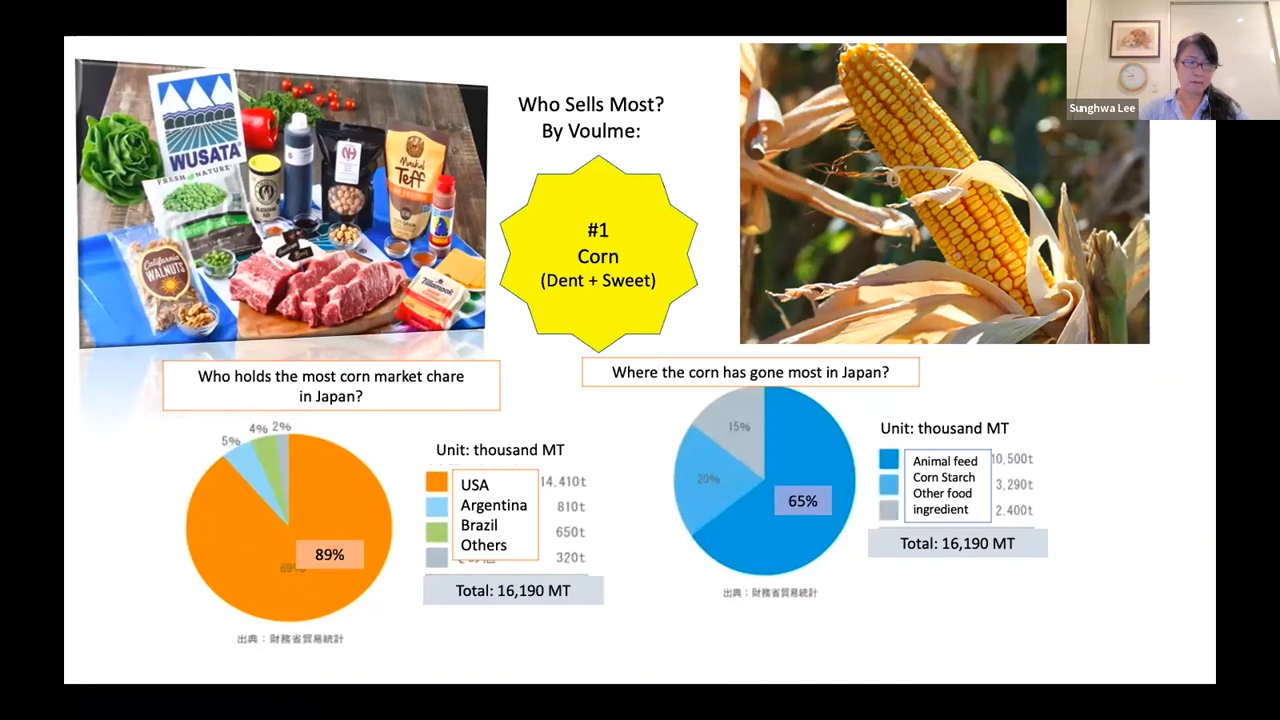 WUSATA
FRESH NATURE
Teff
CALIFORNIA
WALNUTS
Tillamook
Who Sells Most?
By Voulme:
#1
Corn
(Dent + Sweet)
Sunghwa Lee
Who holds the most corn market chare
in Japan?
4% 2%
5%
89%
出典：財務省貿易統計
Unit: thousand MT
USA 14,410t
Argentina 810t
Brazil 650t
Others 320t
Total: 16,190 MT
Where the corn has gone most in Japan?
15%
20%
65%
出典：財務省貿易統計
Unit: thousand MT
Animal feed 10,500t
Corn Starch 3,290t
Other food
ingredient 2,400t
Total: 16,190 MT